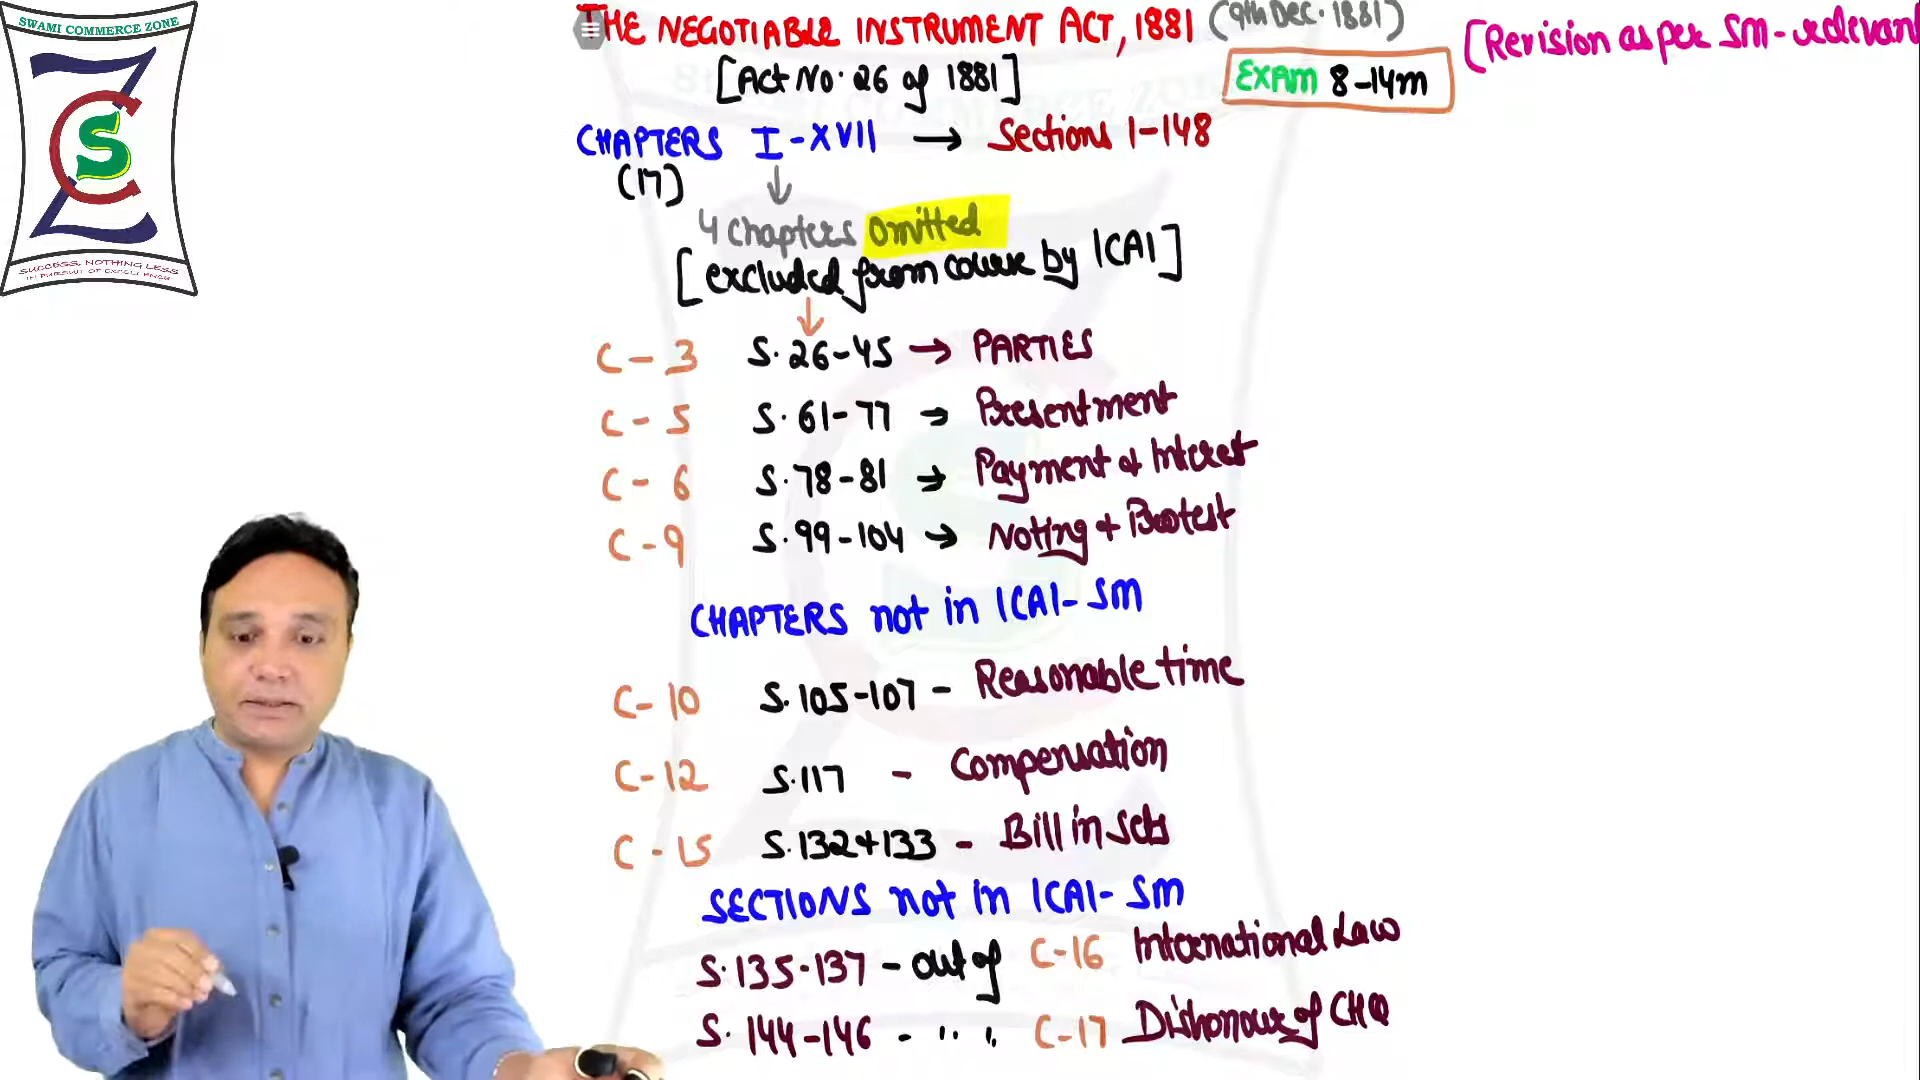 SWAMI COMMERCE ZONE
CS
SUCCESS, NOTHING LESS
IN PURSUIT OF EXCELLENCE
THE NEGOTIABLE INSTRUMENT ACT, 1881 (9th Dec. 1881)
[Revision as per SM - relevant
[Act No. 26 of 1881]
EXAM 8-14m
CHAPTERS I - XVII → Sections 1-148
(17)
4 chapters omitted
[excluded from course by ICAI]
C - 3 S. 26-45 → PARTIES
C - 5 S. 61-77 → Presentment
C - 6 S. 78-81 → Payment & Interest
C - 9 S. 99-104 → Noting & Protest
CHAPTERS not in ICAI - SM
C - 10 S. 105-107 - Reasonable time
C - 12 S. 117 - Compensation
C - 15 S. 132+133 - Bill in sets
SECTIONS not in ICAI - SM
S. 135-137 - out of C-16 International Law
S. 144-146 - " " C-17 Dishonour of CHQ